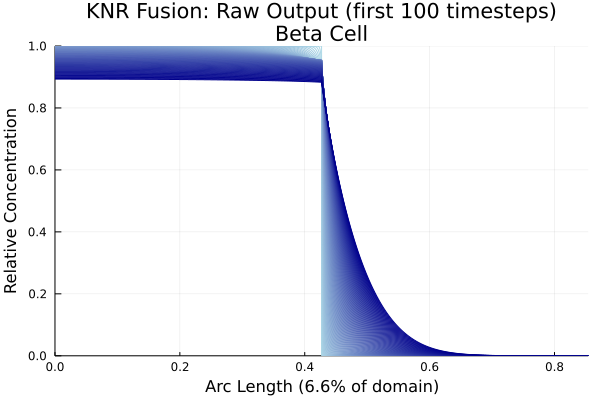 KNR Fusion: Raw Output (first 100 timesteps)
Beta Cell
Relative Concentration
1.0
0.8
0.6
0.4
0.2
0.0
0.0 0.2 0.4 0.6 0.8
Arc Length (6.6% of domain)